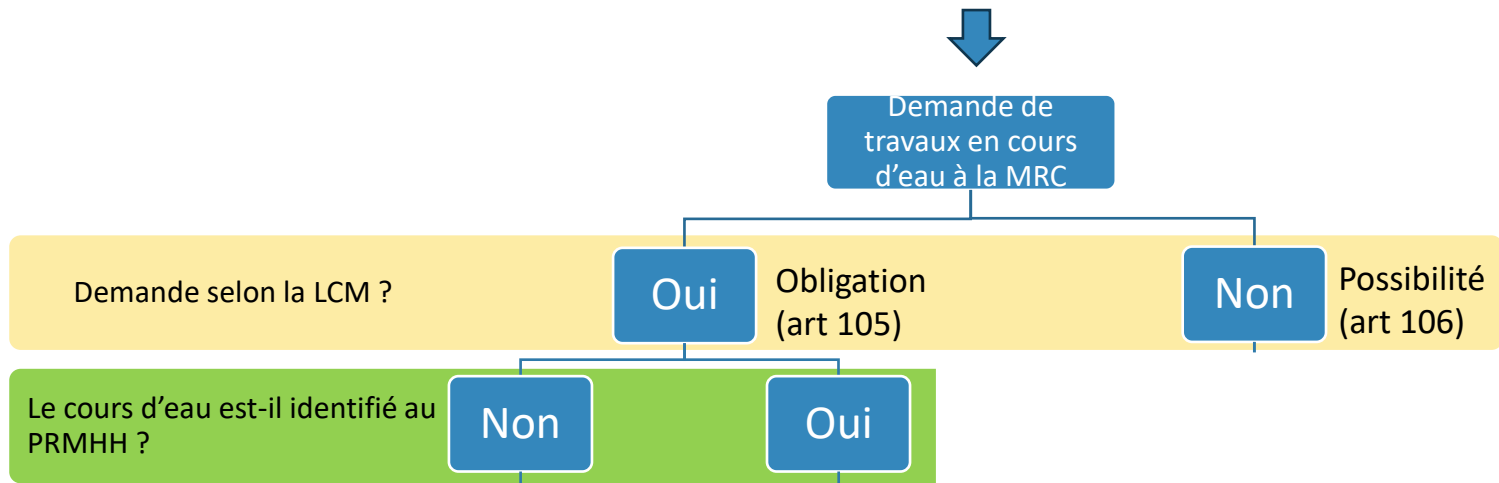 Demande de
travaux en cours
d’eau à la MRC
Demande selon la LCM ?
Oui
Obligation
(art 105)
Non
Possibilité
(art 106)
Le cours d’eau est-il identifié au
PRMHH ?
Non
Oui